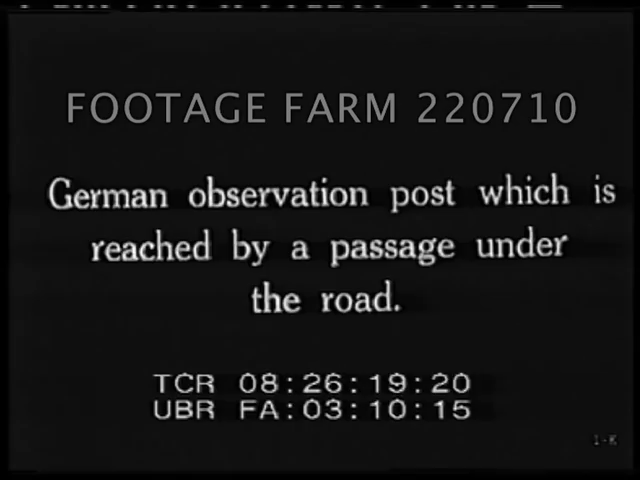 FOOTAGE FARM 220710
German observation post which is
reached by a passage under
the road.
TCR 08:26:19:20
UBR FA:03:10:15
1-K